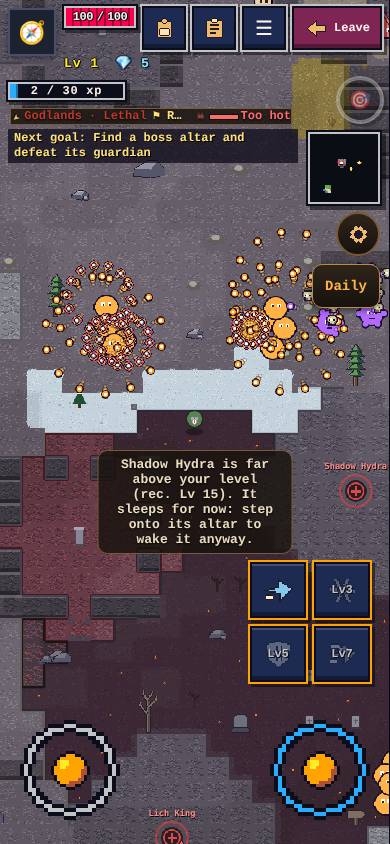 100/100
Leave
Lv 1 5
2 / 30 xp
Godlands · Lethal R… Too hot
Next goal: Find a boss altar and
defeat its guardian
Daily
Shadow Hydra is far
above your level
(rec. Lv 15). It
sleeps for now: step
onto its altar to
wake it anyway.
Shadow Hydra
Lv3
Lv5
Lv7
Lich King